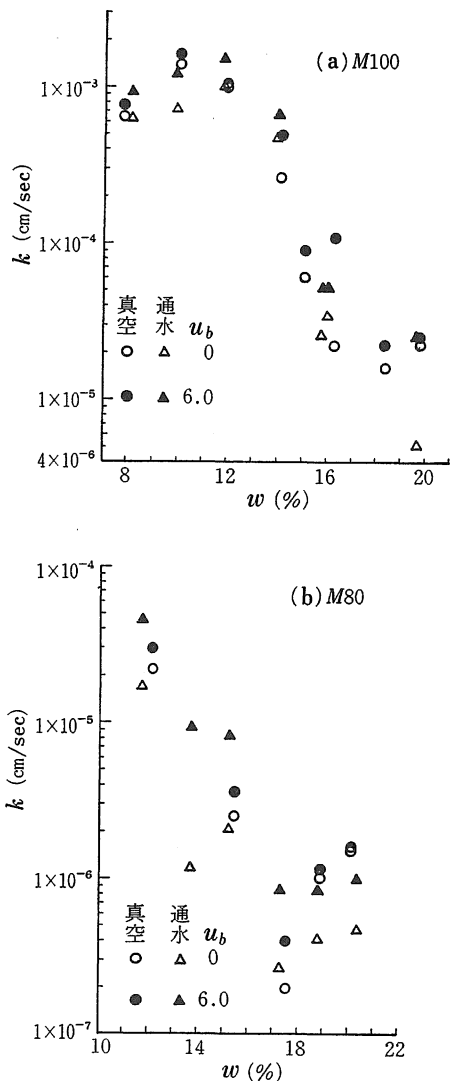 (a) M100
1×10⁻³
1×10⁻⁴
1×10⁻⁵
4×10⁻⁶
k (cm/sec)
真空 通水 u_b
○ △ 0
● ▲ 6.0
8 12 16 20
w (%)
(b) M80
1×10⁻⁴
1×10⁻⁵
1×10⁻⁶
1×10⁻⁷
k (cm/sec)
真空 通水 u_b
○ △ 0
● ▲ 6.0
10 14 18 22
w (%)